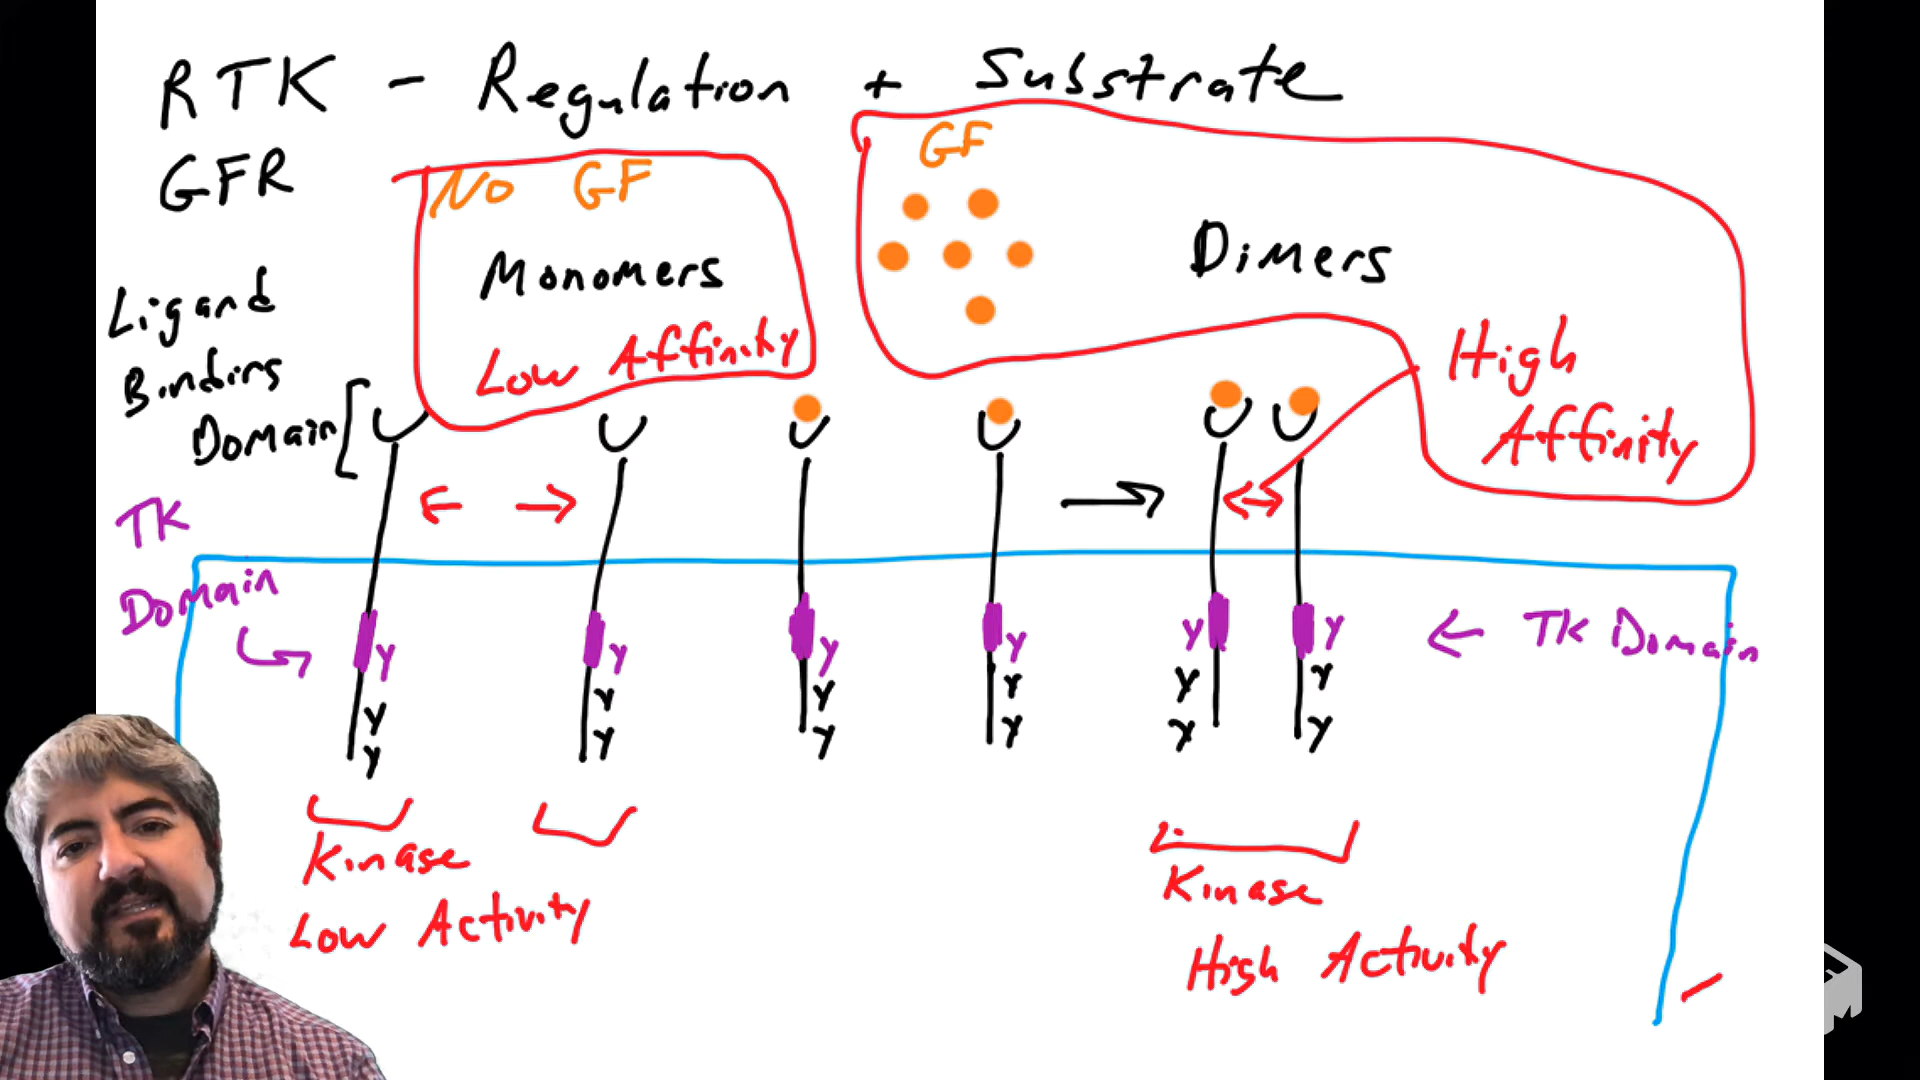 RTK - Regulation + Substrate
GFR
No GF
GF
Monomers
Dimers
Low Affinity
High
Affinity
Ligand
Binding
Domain
TK
Domain
TK Domain
Y Y Y Y Y Y
Y Y Y Y Y Y
Y Y Y Y Y Y
Kinase
Low Activity
Kinase
High Activity